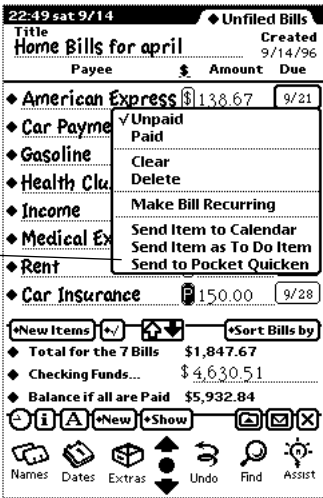 22:49 sat 9/14 ◆ Unfiled Bills
Title Created
Home Bills for april 9/14/96
Payee $ Amount Due
◆ American Express $ 138.67 9/21
◆ Car Payme
✓ Unpaid
Paid
◆ Gasoline
Clear
◆ Health Clu
Delete
◆ Income
Make Bill Recurring
◆ Medical Ex
Send Item to Calendar
Send Item as To Do Item
◆ Rent
Send to Pocket Quicken
◆ Car Insurance P 150.00 9/28
◆New Items ◆✓ ◆Sort Bills by
◆ Total for the 7 Bills $1,847.67
◆ Checking Funds... $ 4,630.51
◆ Balance if all are Paid $5,932.84
i A ◆New ◆Show
Names Dates Extras Undo Find Assist